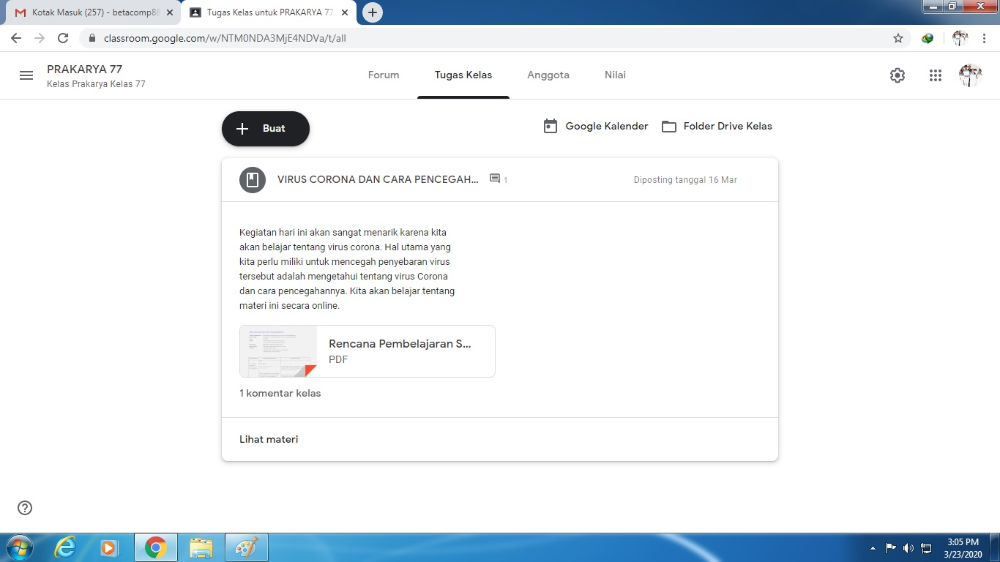 Kotak Masuk (257) - betacomp88
Tugas Kelas untuk PRAKARYA 77
classroom.google.com/w/NTM0NDA3MjE4NDVa/t/all
PRAKARYA 77
Kelas Prakarya Kelas 77
Forum
Tugas Kelas
Anggota
Nilai
Buat
Google Kalender
Folder Drive Kelas
VIRUS CORONA DAN CARA PENCEGAH...
1
Diposting tanggal 16 Mar
Kegiatan hari ini akan sangat menarik karena kita
akan belajar tentang virus corona. Hal utama yang
kita perlu miliki untuk mencegah penyebaran virus
tersebut adalah mengetahui tentang virus Corona
dan cara pencegahannya. Kita akan belajar tentang
materi ini secara online.
Rencana Pembelajaran S...
PDF
1 komentar kelas
Lihat materi
3:05 PM
3/23/2020